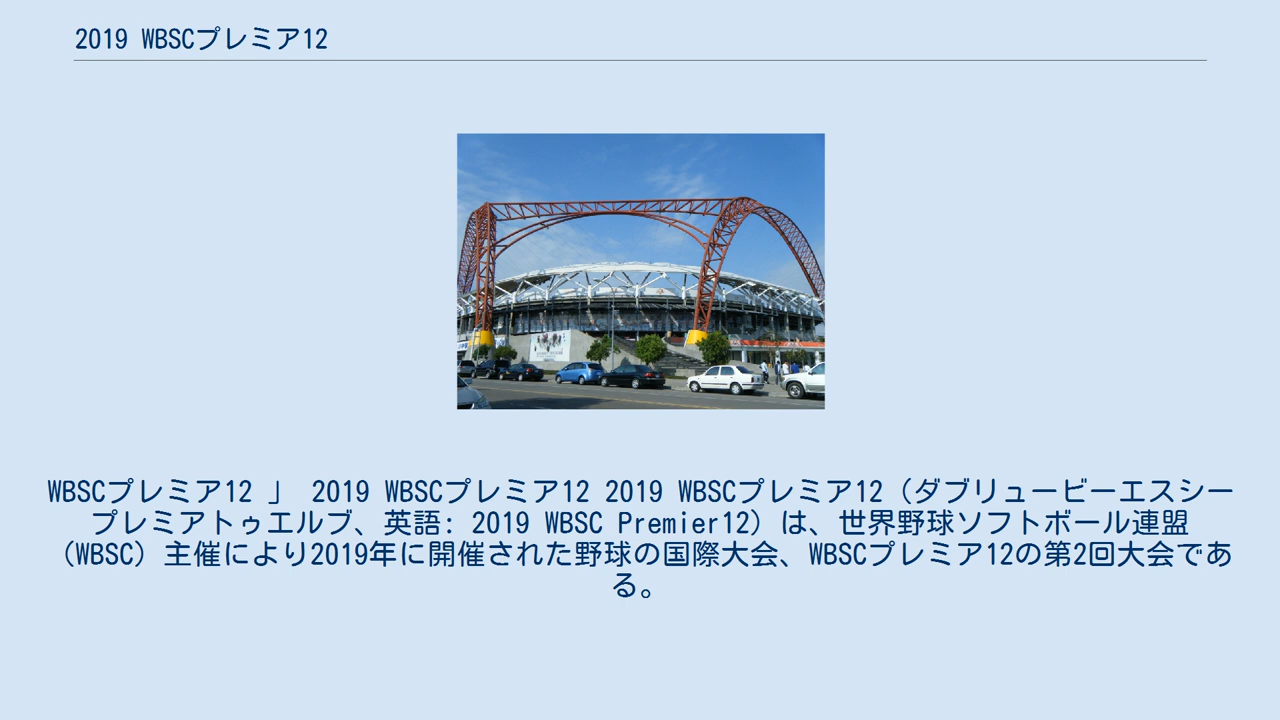 2019 WBSCプレミア12
WBSCプレミア12 」 2019 WBSCプレミア12 2019 WBSCプレミア12（ダブリュービーエスシー
プレミアトゥエルブ、英語: 2019 WBSC Premier12）は、世界野球ソフトボール連盟
（WBSC）主催により2019年に開催された野球の国際大会、WBSCプレミア12の第2回大会であ
る。